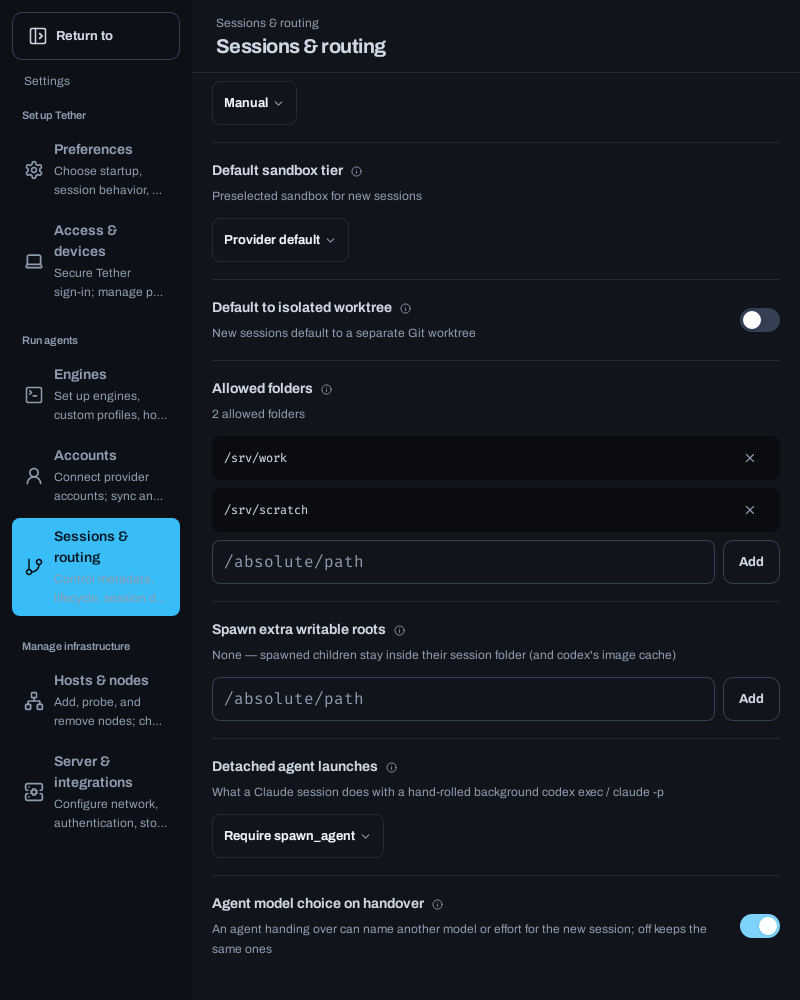 Return to
Settings
Set up Tether
Preferences
Choose startup,
session behavior, ...
Access &
devices
Secure Tether
sign-in; manage p...
Run agents
Engines
Set up engines,
custom profiles, ho...
Accounts
Connect provider
accounts; sync an...
Sessions &
routing
Manage infrastructure
Hosts & nodes
Add, probe, and
remove nodes; ch...
Server &
integrations
Configure network,
authentication, sto...
Sessions & routing
Sessions & routing
Manual
Default sandbox tier
Preselected sandbox for new sessions
Provider default
Default to isolated worktree
New sessions default to a separate Git worktree
Allowed folders
2 allowed folders
/srv/work
/srv/scratch
/absolute/path
Add
Spawn extra writable roots
None — spawned children stay inside their session folder (and codex's image cache)
/absolute/path
Add
Detached agent launches
What a Claude session does with a hand-rolled background codex exec / claude -p
Require spawn_agent
Agent model choice on handover
An agent handing over can name another model or effort for the new session; off keeps the
same ones